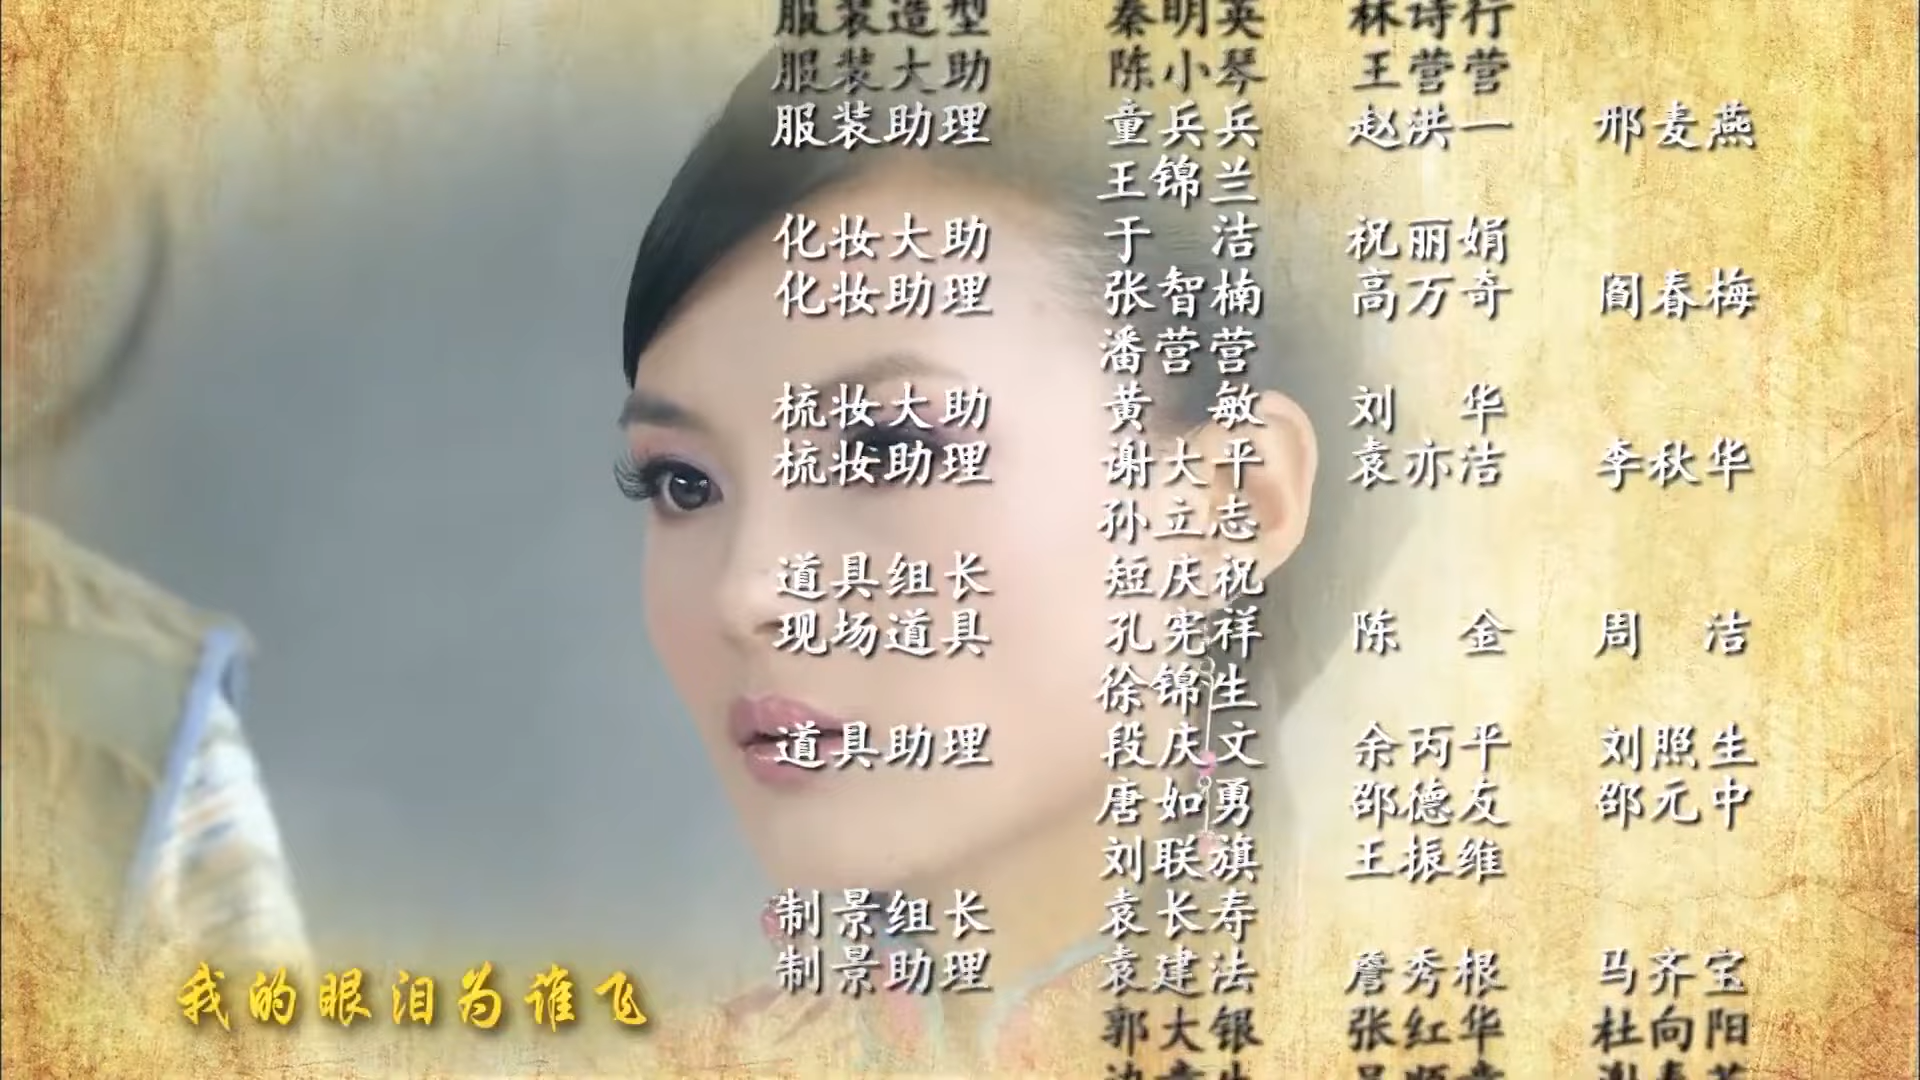 服装造型 秦明英 林诗行
服装大助 陈小琴 王营营
服装助理 童兵兵 赵洪一 邢麦燕
王锦兰
化妆大助 于洁 祝丽娟
化妆助理 张智楠 高万奇 阎春梅
潘营营
梳妆大助 黄敏 刘华
梳妆助理 谢大平 袁亦洁 李秋华
孙立志
道具组长 短庆祝
现场道具 孔宪祥 陈金 周洁
徐锦生
道具助理 段庆文 余丙平 刘照生
唐如勇 邵德友 邵元中
刘联旗 王振维
制景组长 袁长寿
制景助理 袁建法 詹秀根 马齐宝
郭大银 张红华 杜向阳
我的眼泪为谁飞